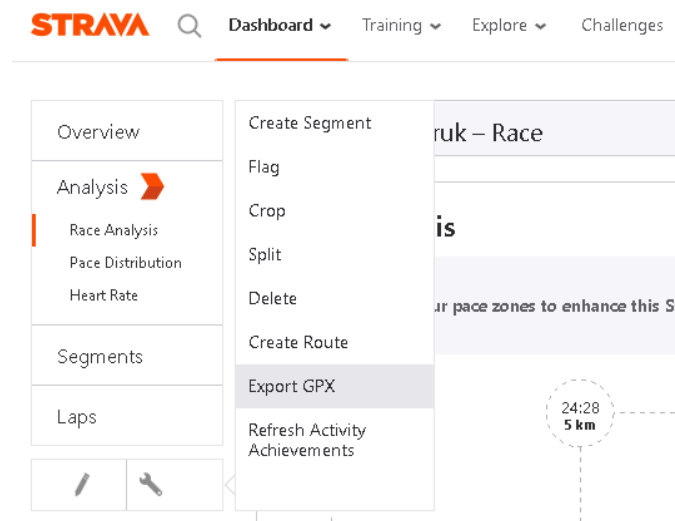 STRAVA Dashboard Training Explore Challenges
Overview
Analysis
Race Analysis
Pace Distribution
Heart Rate
Segments
Laps
Create Segment
Flag
Crop
Split
Delete
Create Route
Export GPX
Refresh Activity
Achievements
ruk – Race
is
ur pace zones to enhance this S
24:28
5 km